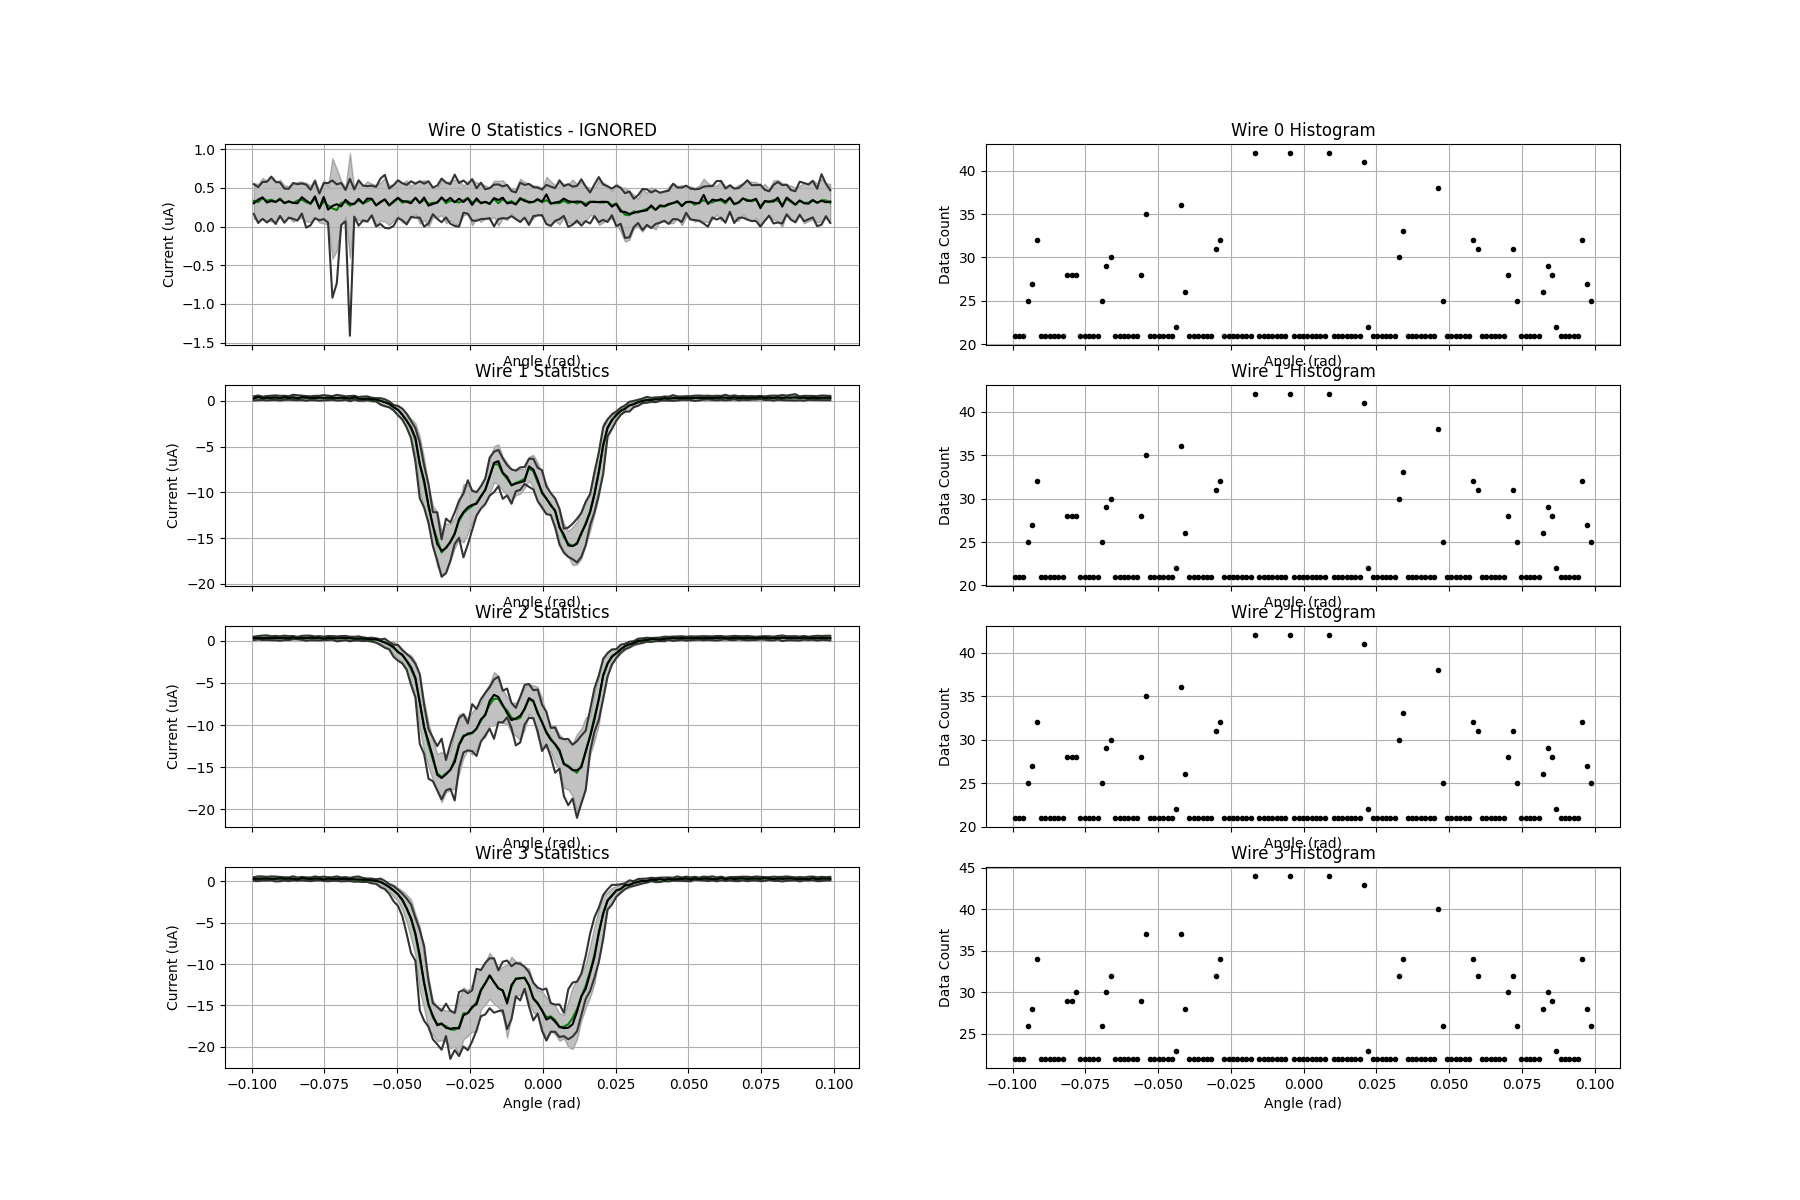 Wire 0 Statistics - IGNORED
Current (uA)
1.0
0.5
0.0
−0.5
−1.0
−1.5
Angle (rad)
Wire 0 Histogram
Data Count
40
35
30
25
20
Angle (rad)
Wire 1 Statistics
Current (uA)
0
−5
−10
−15
−20
Angle (rad)
Wire 1 Histogram
Data Count
40
35
30
25
20
Angle (rad)
Wire 2 Statistics
Current (uA)
0
−5
−10
−15
−20
Angle (rad)
Wire 2 Histogram
Data Count
40
35
30
25
20
Angle (rad)
Wire 3 Statistics
Current (uA)
0
−5
−10
−15
−20
−0.100 −0.075 −0.050 −0.025 0.000 0.025 0.050 0.075 0.100
Angle (rad)
Wire 3 Histogram
Data Count
45
40
35
30
25
−0.100 −0.075 −0.050 −0.025 0.000 0.025 0.050 0.075 0.100
Angle (rad)